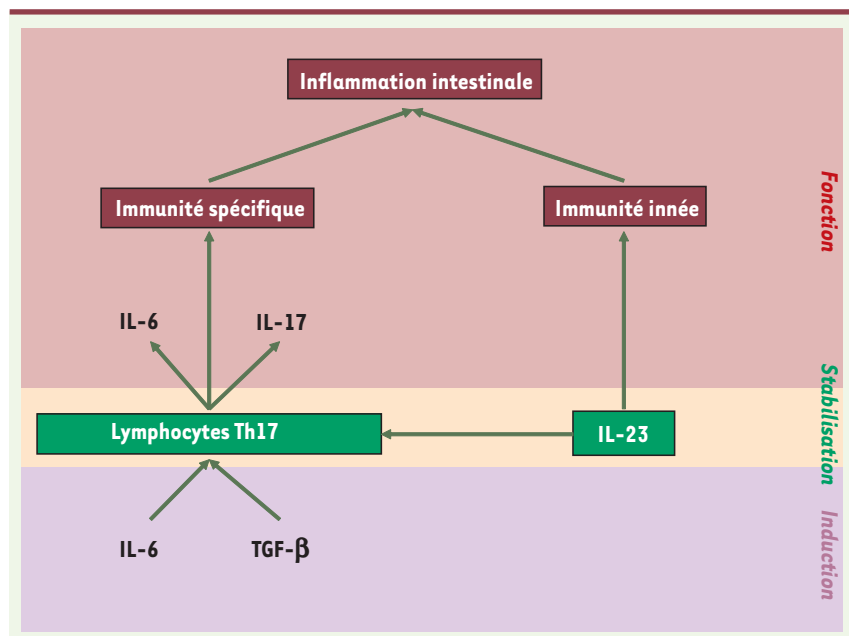 Inflammation intestinale
Immunité spécifique
Immunité innée
Fonction
IL-6
IL-17
Stabilisation
Lymphocytes Th17
IL-23
Induction
IL-6
TGF-β